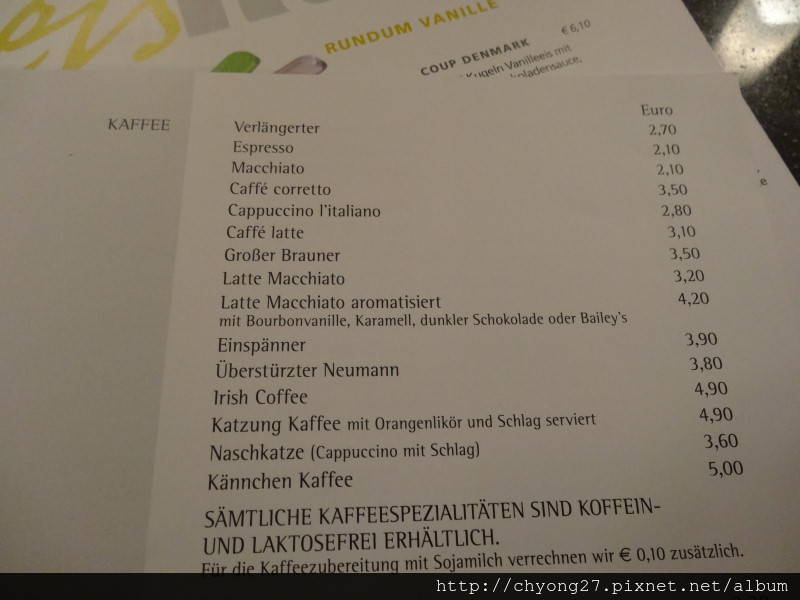 RUNDUM VANILLE
COUP DENMARK € 6,10
Kugeln Vanilleeis mit
KAFFEE Euro
Verlängerter 2,70
Espresso 2,10
Macchiato 2,10
Caffé corretto 3,50
Cappuccino l'italiano 2,80
Caffé latte 3,10
Großer Brauner 3,50
Latte Macchiato 3,20
Latte Macchiato aromatisiert 4,20
mit Bourbonvanille, Karamell, dunkler Schokolade oder Bailey's
Einspänner 3,90
Überstürzter Neumann 3,80
Irish Coffee 4,90
Katzung Kaffee mit Orangenlikör und Schlag serviert 4,90
Naschkatze (Cappuccino mit Schlag) 3,60
Kännchen Kaffee 5,00
SÄMTLICHE KAFFEESPEZIALITÄTEN SIND KOFFEIN-
UND LAKTOSEFREI ERHÄLTLICH.
Für die Kaffeezubereitung mit Sojamilch verrechnen wir € 0,10 zusätzlich.
http://chyong27.pixnet.net/album